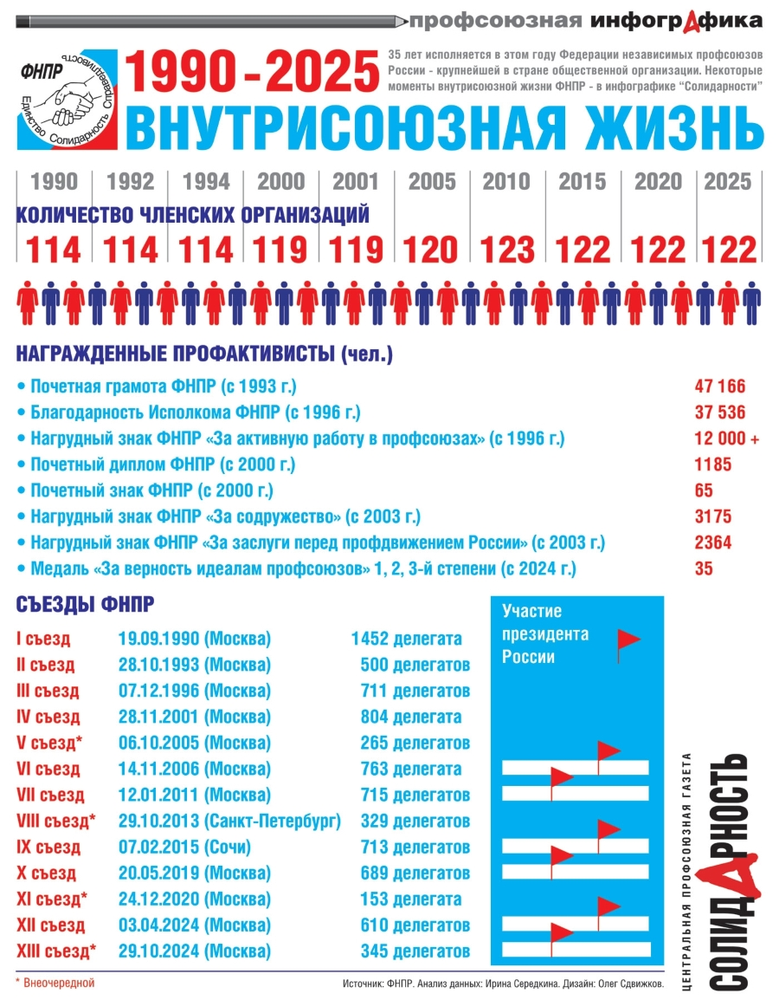 профсоюзная инфогрАфика
ФНПР
Единство Солидарность Справедливость
1990-2025
35 лет исполняется в этом году Федерации независимых профсоюзов
России - крупнейшей в стране общественной организации. Некоторые
моменты внутрисоюзной жизни ФНПР - в инфографике “Солидарности”
ВНУТРИСОЮЗНАЯ ЖИЗНЬ
1990 1992 1994 2000 2001 2005 2010 2015 2020 2025
КОЛИЧЕСТВО ЧЛЕНСКИХ ОРГАНИЗАЦИЙ
114 114 114 119 119 120 123 122 122 122
НАГРАЖДЕННЫЕ ПРОФАКТИВИСТЫ (чел.)
• Почетная грамота ФНПР (с 1993 г.) 47 166
• Благодарность Исполкома ФНПР (с 1996 г.) 37 536
• Нагрудный знак ФНПР «За активную работу в профсоюзах» (с 1996 г.) 12 000 +
• Почетный диплом ФНПР (с 2000 г.) 1185
• Почетный знак ФНПР (с 2000 г.) 65
• Нагрудный знак ФНПР «За содружество» (с 2003 г.) 3175
• Нагрудный знак ФНПР «За заслуги перед профдвижением России» (с 2003 г.) 2364
• Медаль «За верность идеалам профсоюзов» 1, 2, 3-й степени (с 2024 г.) 35
СЪЕЗДЫ ФНПР
Участие
президента
России
I съезд 19.09.1990 (Москва) 1452 делегата
II съезд 28.10.1993 (Москва) 500 делегатов
III съезд 07.12.1996 (Москва) 711 делегатов
IV съезд 28.11.2001 (Москва) 804 делегата
V съезд* 06.10.2005 (Москва) 265 делегатов
VI съезд 14.11.2006 (Москва) 763 делегата
VII съезд 12.01.2011 (Москва) 715 делегатов
VIII съезд* 29.10.2013 (Санкт-Петербург) 329 делегатов
IX съезд 07.02.2015 (Сочи) 713 делегатов
X съезд 20.05.2019 (Москва) 689 делегатов
XI съезд* 24.12.2020 (Москва) 153 делегата
XII съезд 03.04.2024 (Москва) 610 делегатов
XIII съезд* 29.10.2024 (Москва) 345 делегатов
* Внеочередной
Источник: ФНПР. Анализ данных: Ирина Середкина. Дизайн: Олег Сдвижков.
ЦЕНТРАЛЬНАЯ ПРОФСОЮЗНАЯ ГАЗЕТА
СОЛИДАРНОСТЬ